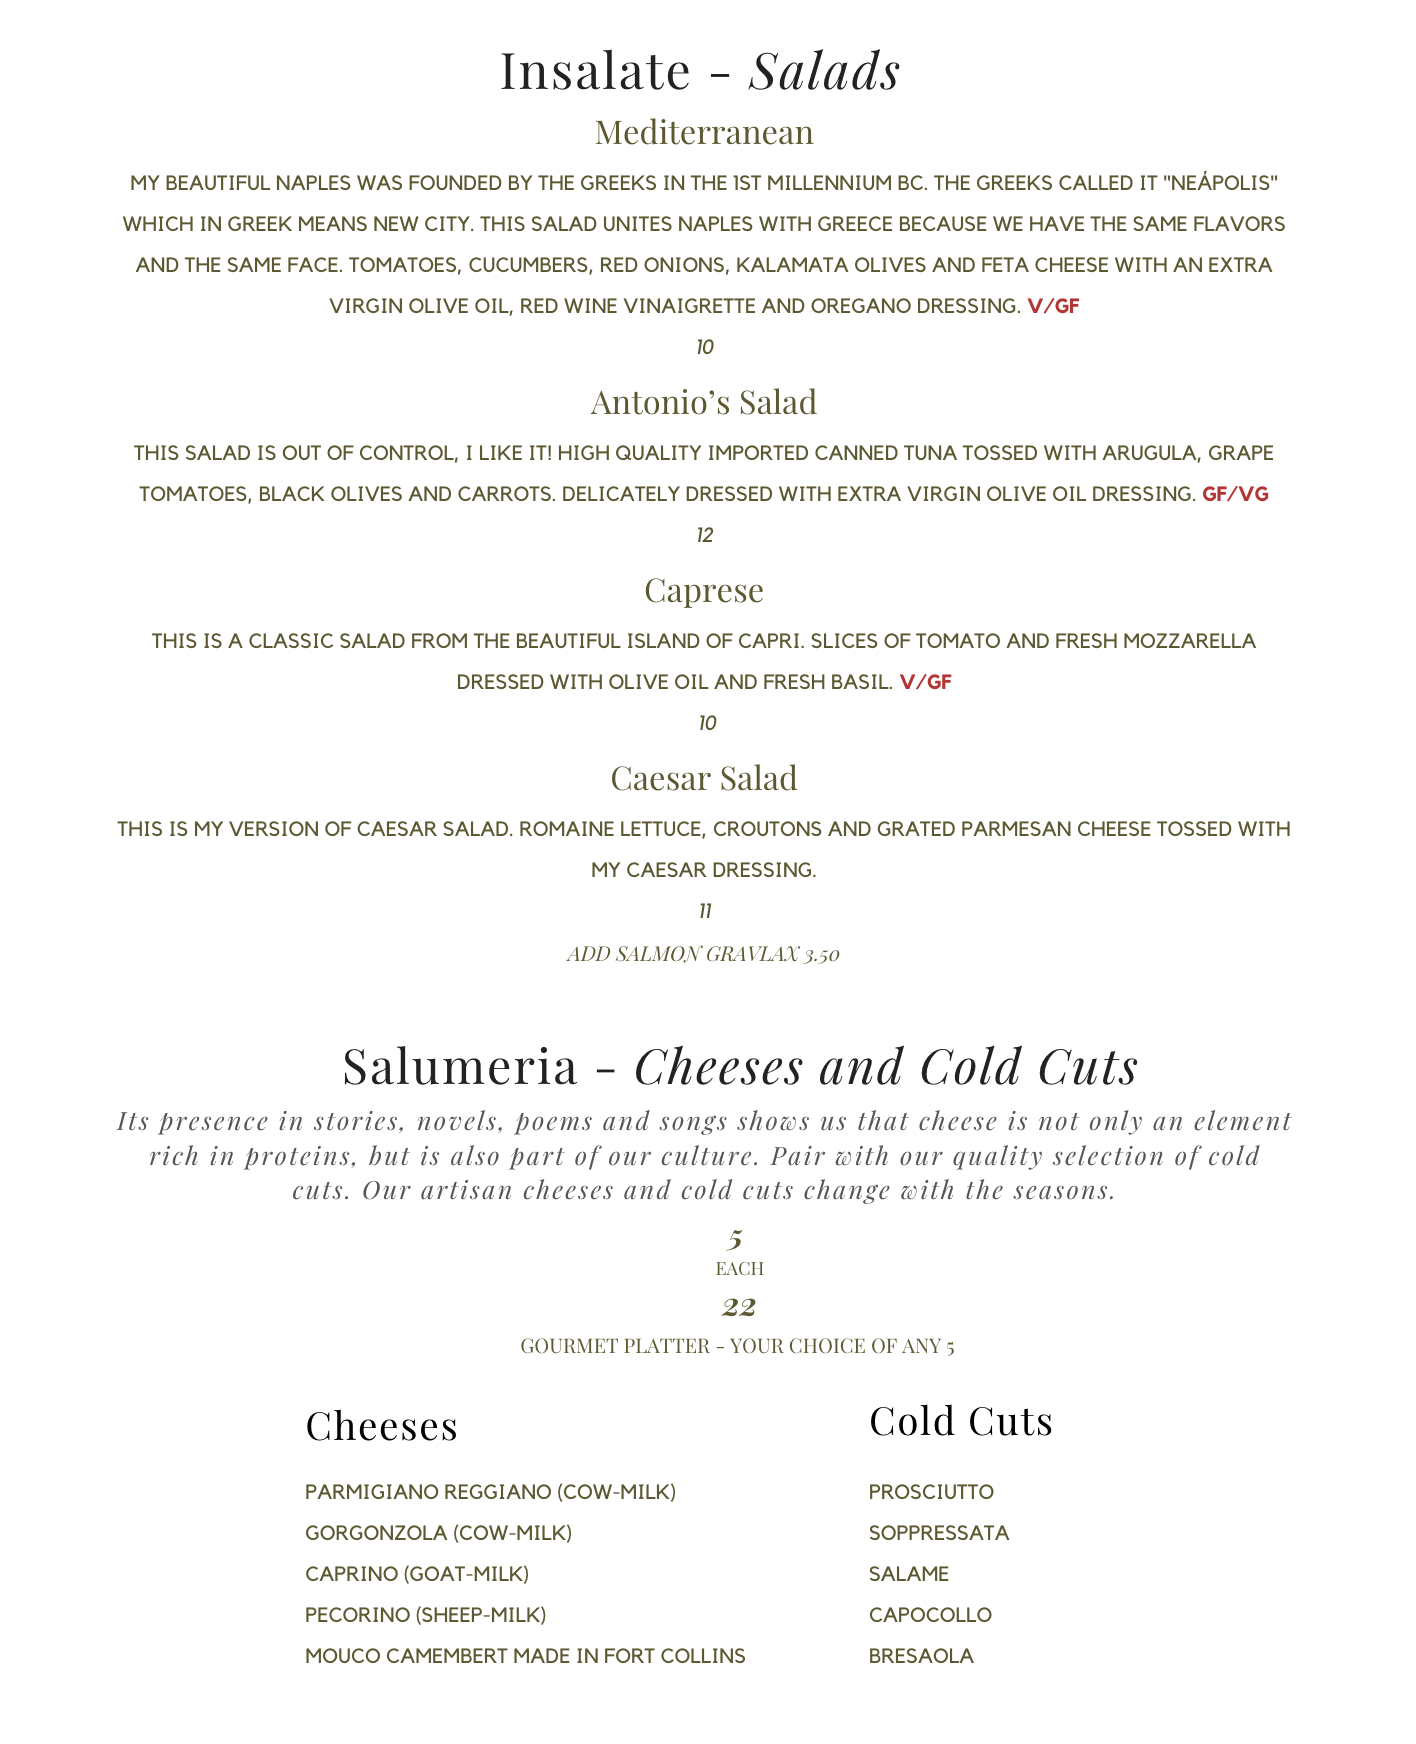 Insalate - Salads
Mediterranean
MY BEAUTIFUL NAPLES WAS FOUNDED BY THE GREEKS IN THE 1ST MILLENNIUM BC. THE GREEKS CALLED IT "NEÁPOLIS"
WHICH IN GREEK MEANS NEW CITY. THIS SALAD UNITES NAPLES WITH GREECE BECAUSE WE HAVE THE SAME FLAVORS
AND THE SAME FACE. TOMATOES, CUCUMBERS, RED ONIONS, KALAMATA OLIVES AND FETA CHEESE WITH AN EXTRA
VIRGIN OLIVE OIL, RED WINE VINAIGRETTE AND OREGANO DRESSING. V/GF
10
Antonio’s Salad
THIS SALAD IS OUT OF CONTROL, I LIKE IT! HIGH QUALITY IMPORTED CANNED TUNA TOSSED WITH ARUGULA, GRAPE
TOMATOES, BLACK OLIVES AND CARROTS. DELICATELY DRESSED WITH EXTRA VIRGIN OLIVE OIL DRESSING. GF/VG
12
Caprese
THIS IS A CLASSIC SALAD FROM THE BEAUTIFUL ISLAND OF CAPRI. SLICES OF TOMATO AND FRESH MOZZARELLA
DRESSED WITH OLIVE OIL AND FRESH BASIL. V/GF
10
Caesar Salad
THIS IS MY VERSION OF CAESAR SALAD. ROMAINE LETTUCE, CROUTONS AND GRATED PARMESAN CHEESE TOSSED WITH
MY CAESAR DRESSING.
11
ADD SALMON GRAVLAX 3.50
Salumeria - Cheeses and Cold Cuts
Its presence in stories, novels, poems and songs shows us that cheese is not only an element
rich in proteins, but is also part of our culture. Pair with our quality selection of cold
cuts. Our artisan cheeses and cold cuts change with the seasons.
5
EACH
22
GOURMET PLATTER - YOUR CHOICE OF ANY 5
Cheeses
PARMIGIANO REGGIANO (COW-MILK)
GORGONZOLA (COW-MILK)
CAPRINO (GOAT-MILK)
PECORINO (SHEEP-MILK)
MOUCO CAMEMBERT MADE IN FORT COLLINS
Cold Cuts
PROSCIUTTO
SOPPRESSATA
SALAME
CAPOCOLLO
BRESAOLA